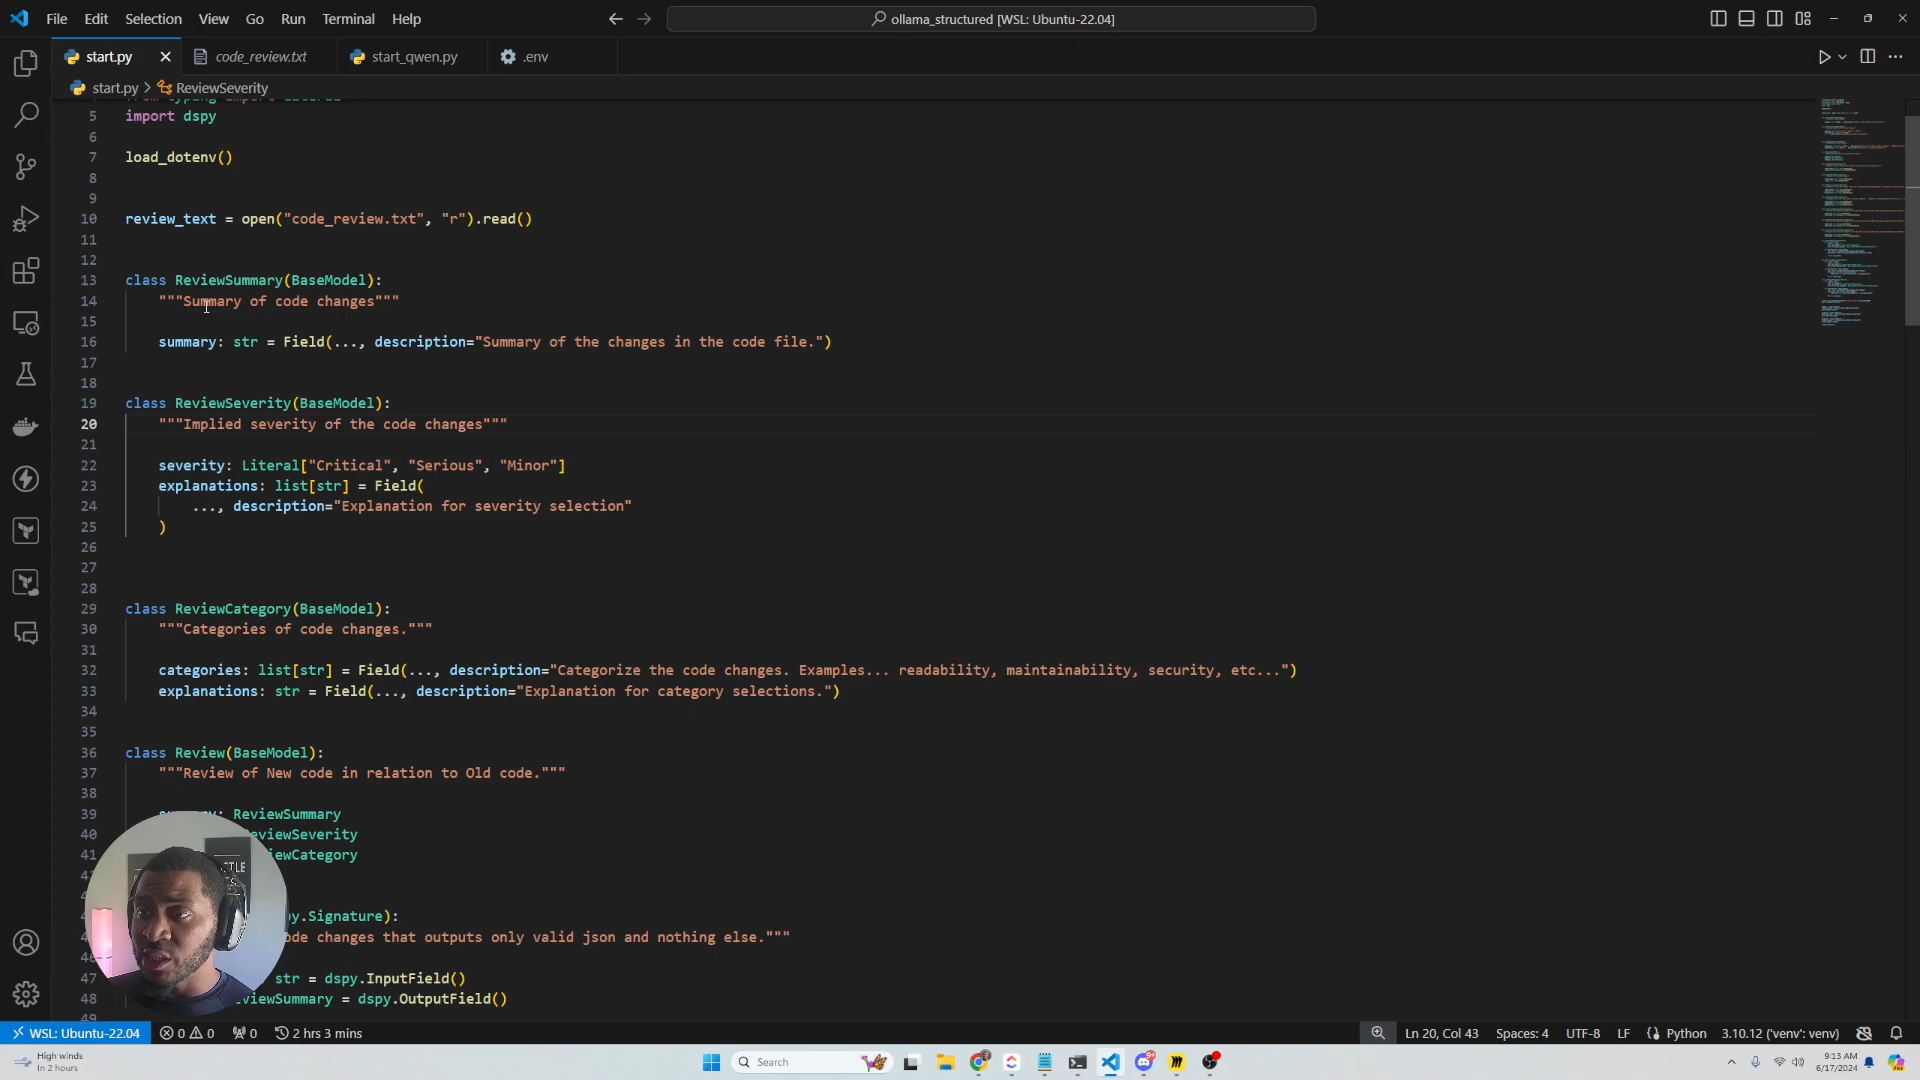 File Edit Selection View Go Run Terminal Help
ollama_structured [WSL: Ubuntu-22.04]
start.py code_review.txt start_qwen.py .env
start.py > ReviewSeverity
5 import dspy
6
7 load_dotenv()
8
9
10 review_text = open("code_review.txt", "r").read()
11
12
13 class ReviewSummary(BaseModel):
14 """Summary of code changes"""
15
16 summary: str = Field(..., description="Summary of the changes in the code file.")
17
18
19 class ReviewSeverity(BaseModel):
20 """Implied severity of the code changes"""
21
22 severity: Literal["Critical", "Serious", "Minor"]
23 explanations: list[str] = Field(
24 ..., description="Explanation for severity selection"
25 )
26
27
28
29 class ReviewCategory(BaseModel):
30 """Categories of code changes."""
31
32 categories: list[str] = Field(..., description="Categorize the code changes. Examples... readability, maintainability, security, etc...")
33 explanations: str = Field(..., description="Explanation for category selections.")
34
35
36 class Review(BaseModel):
37 """Review of New code in relation to Old code."""
38
39 summary: ReviewSummary
40 ReviewSeverity
41 iewCategory
py.Signature):
de changes that outputs only valid json and nothing else."""
47 str = dspy.InputField()
48 viewSummary = dspy.OutputField()
49
WSL: Ubuntu-22.04 0 0 0 2 hrs 3 mins Ln 20, Col 43 Spaces: 4 UTF-8 LF Python 3.10.12 ('venv': venv)
High winds
In 2 hours
Search
9:13 AM
6/17/2024